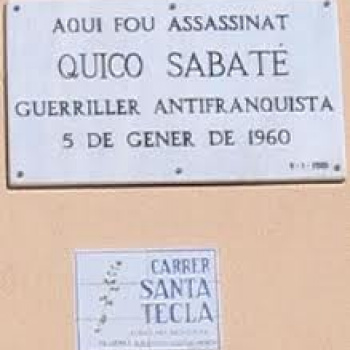 AQUI FOU ASSASSINAT
QUICO SABATÉ
GUERRILLER ANTIFRANQUISTA
5 DE GENER DE 1960
CARRER
SANTA
TECLA